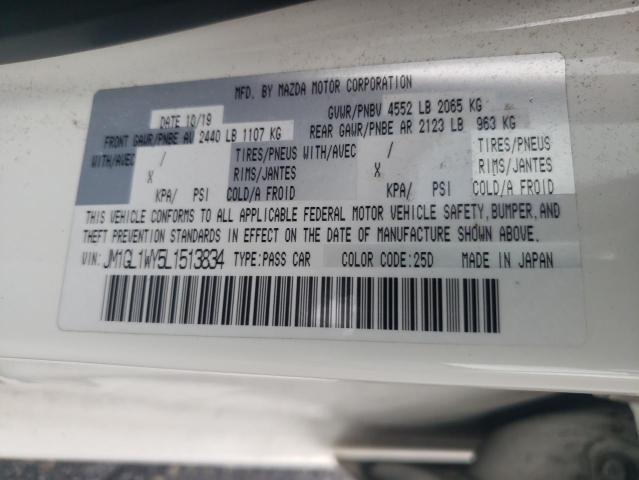 MFD. BY MAZDA MOTOR CORPORATION
DATE 10/19 GVWR/PNBV 4552 LB 2065 KG
FRONT GAWR/PNBE AV 2440 LB 1107 KG REAR GAWR/PNBE AR 2123 LB 963 KG
WITH/AVEC / TIRES/PNEUS WITH/AVEC / TIRES/PNEUS
X RIMS/JANTES X RIMS/JANTES
KPA/ PSI COLD/A FROID KPA/ PSI COLD/A FROID
THIS VEHICLE CONFORMS TO ALL APPLICABLE FEDERAL MOTOR VEHICLE SAFETY, BUMPER, AND
THEFT PREVENTION STANDARDS IN EFFECT ON THE DATE OF MANUFACTURE SHOWN ABOVE.
VIN: JM1GL1WY5L1513834 TYPE:PASS CAR COLOR CODE:25D MADE IN JAPAN